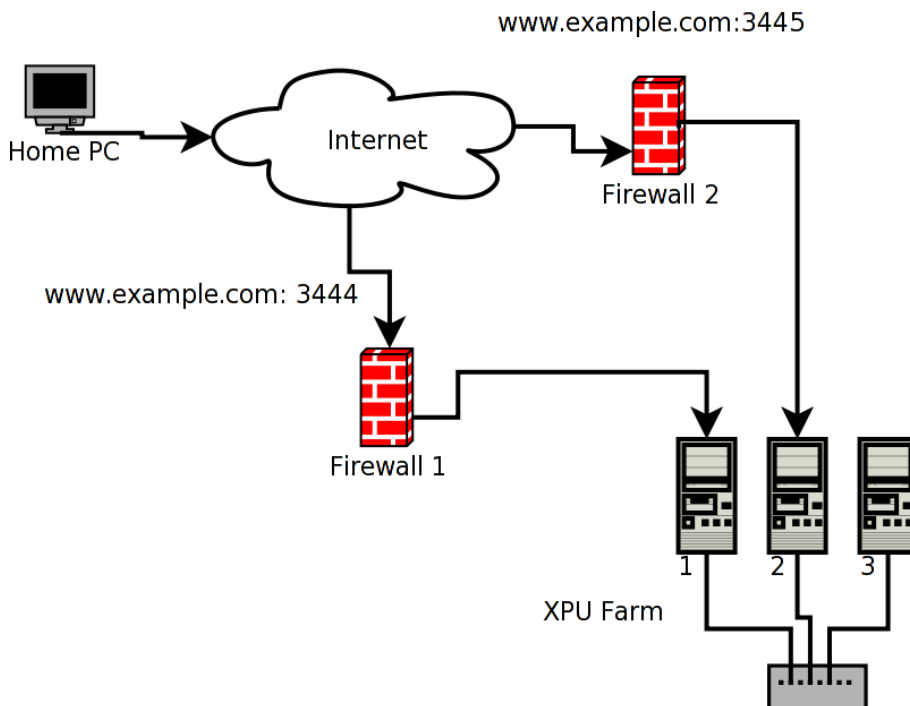 www.example.com:3445
Internet
Home PC
Firewall 2
www.example.com: 3444
Firewall 1
1
2
3
XPU Farm